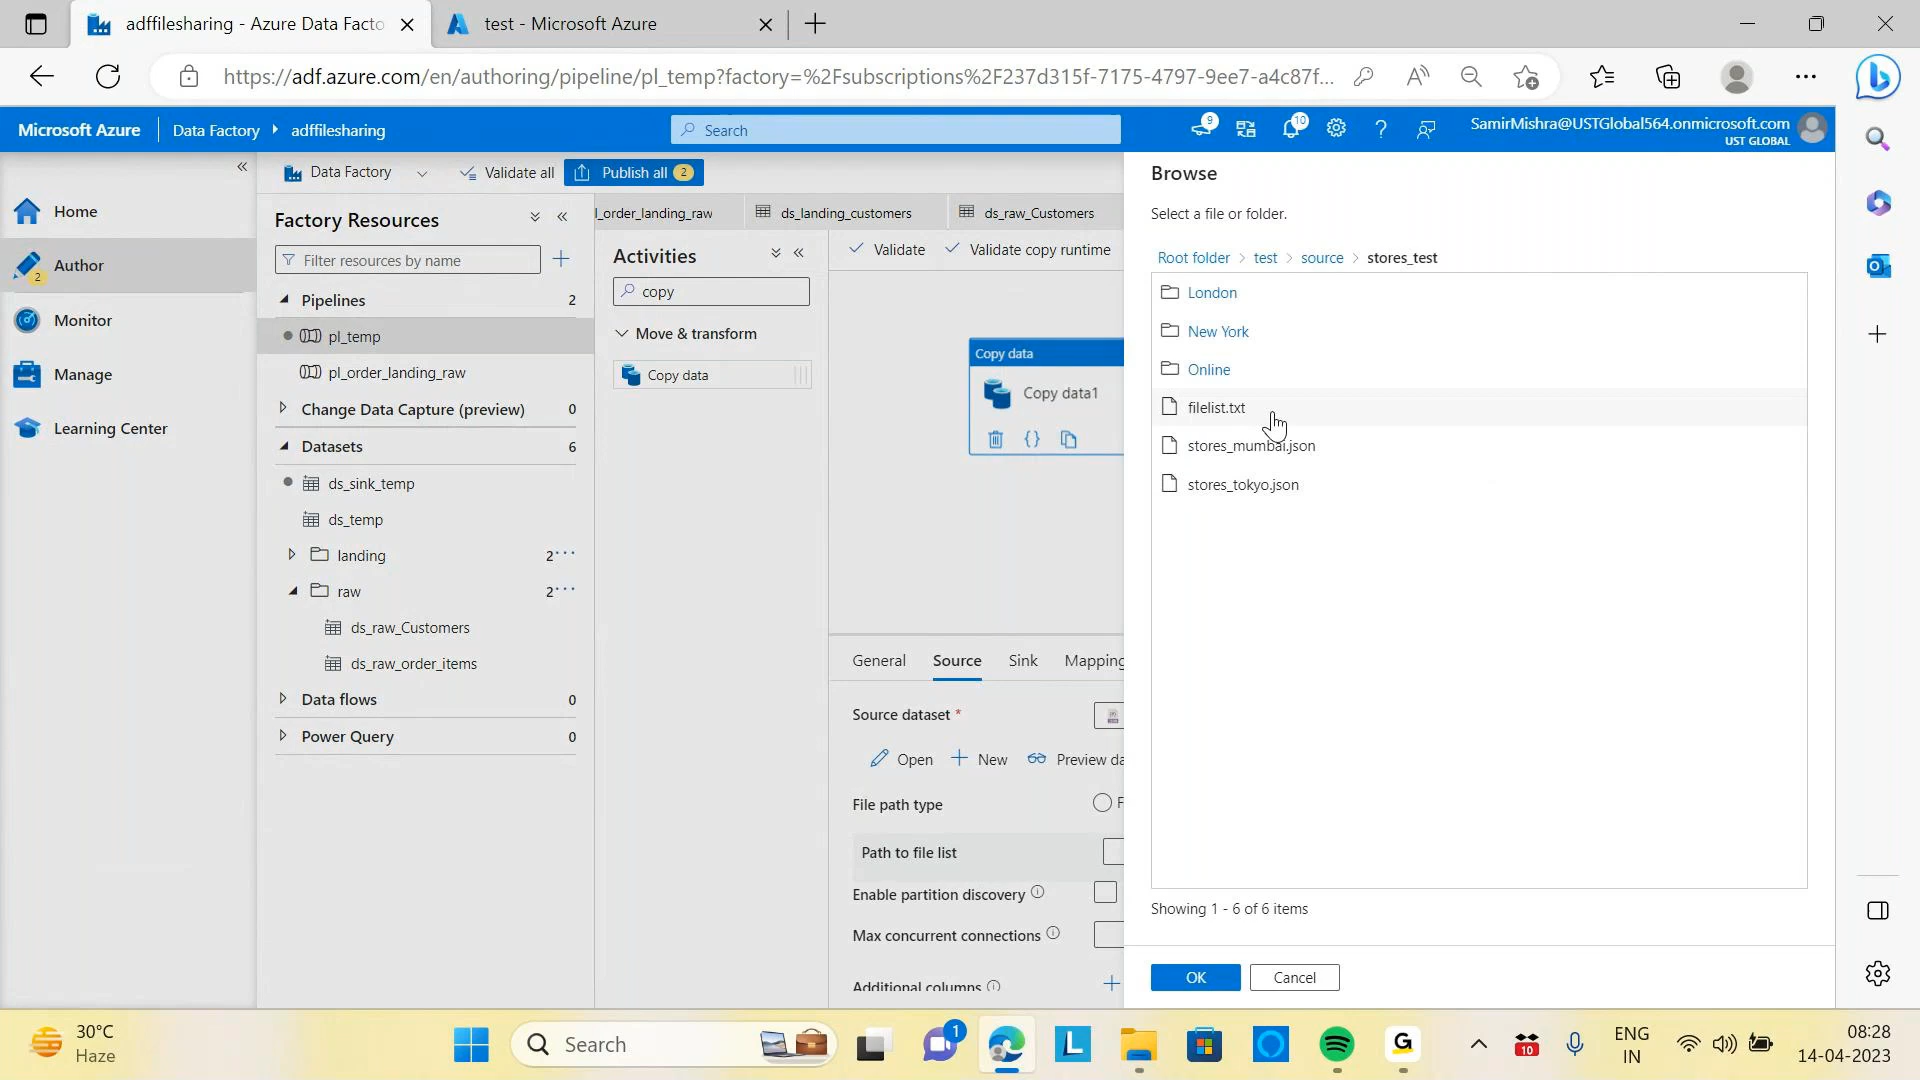 adffilesharing - Azure Data Facto
test - Microsoft Azure
https://adf.azure.com/en/authoring/pipeline/pl_temp?factory=%2Fsubscriptions%2F237d315f-7175-4797-9ee7-a4c87f...
Microsoft Azure
Data Factory
adffilesharing
Search
9
10
SamirMishra@USTGlobal564.onmicrosoft.com
UST GLOBAL
Home
Author
2
Monitor
Manage
Learning Center
Data Factory
Validate all
Publish all 2
Factory Resources
Filter resources by name
Pipelines 2
pl_temp
pl_order_landing_raw
Change Data Capture (preview) 0
Datasets 6
ds_sink_temp
ds_temp
landing 2
raw 2
ds_raw_Customers
ds_raw_order_items
Data flows 0
Power Query 0
l_order_landing_raw
ds_landing_customers
ds_raw_Customers
Activities
copy
Move & transform
Copy data
Validate
Validate copy runtime
Copy data
Copy data1
General
Source
Sink
Mapping
Source dataset *
Open
New
Preview da
File path type
F
Path to file list
Enable partition discovery
Max concurrent connections
Additional columns
Browse
Select a file or folder.
Root folder > test > source > stores_test
London
New York
Online
filelist.txt
stores_mumbai.json
stores_tokyo.json
Showing 1 - 6 of 6 items
OK
Cancel
30°C
Haze
Search
1
10
ENG
IN
08:28
14-04-2023